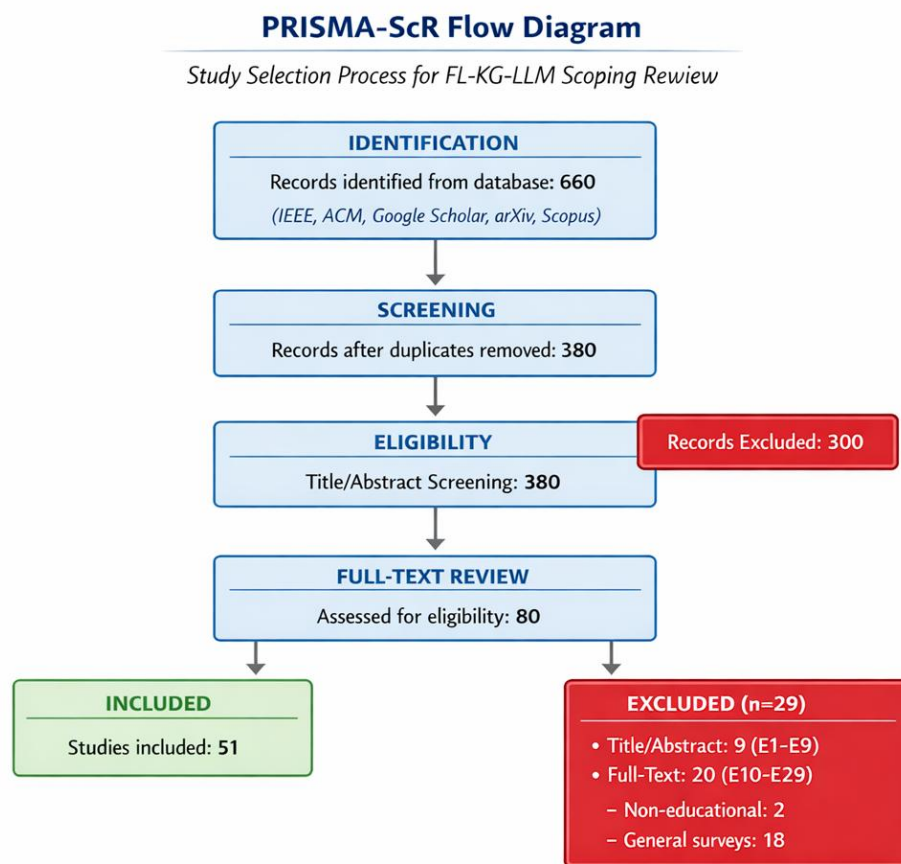 PRISMA-ScR Flow Diagram
Study Selection Process for FL-KG-LLM Scoping Rewiew
IDENTIFICATION
Records identified from database: 660
(IEEE, ACM, Google Scholar, arXiv, Scopus)
SCREENING
Records after duplicates removed: 380
ELIGIBILITY
Title/Abstract Screening: 380
Records Excluded: 300
FULL-TEXT REVIEW
Assessed for eligibility: 80
INCLUDED
Studies included: 51
EXCLUDED (n=29)
• Title/Abstract: 9 (E1–E9)
• Full-Text: 20 (E10–E29)
– Non-educational: 2
– General surveys: 18